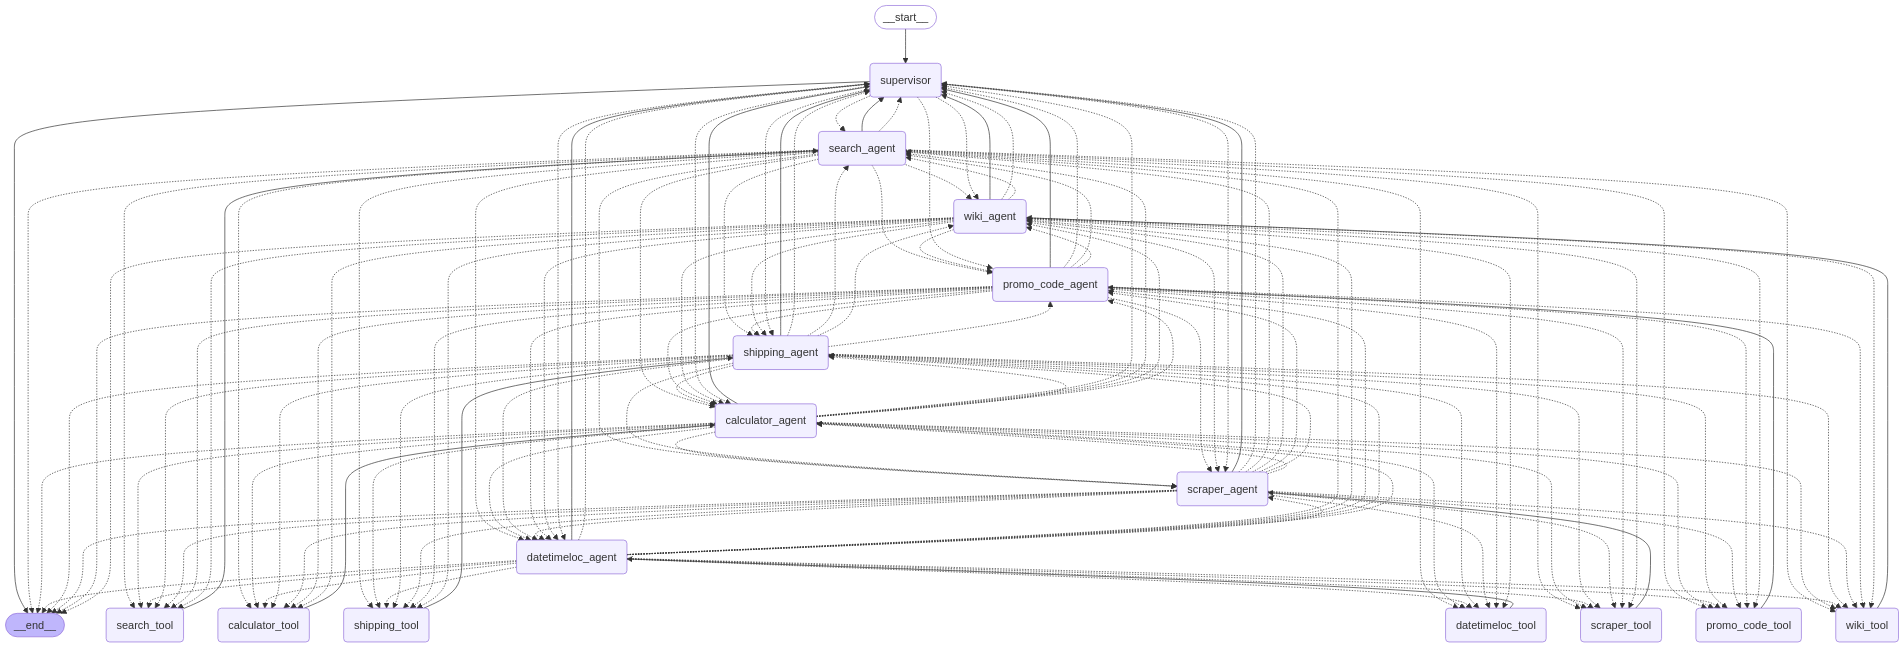 __start__
supervisor
search_agent
wiki_agent
promo_code_agent
shipping_agent
calculator_agent
scraper_agent
datetimeloc_agent
__end__
search_tool
calculator_tool
shipping_tool
datetimeloc_tool
scraper_tool
promo_code_tool
wiki_tool